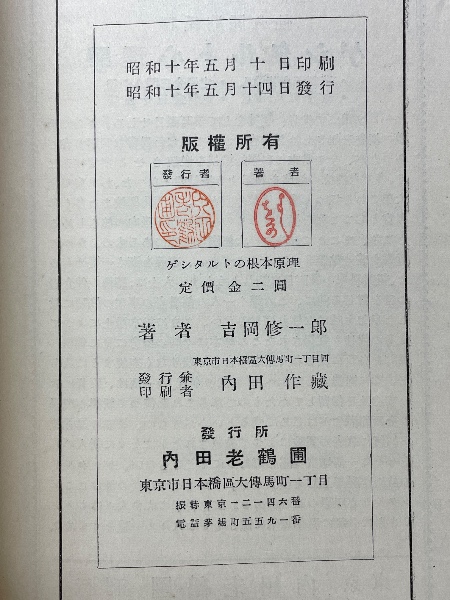 昭和十年五月十日印刷
昭和十年五月十四日發行
版權所有
發行者
著者
ゲシタルトの根本原理
定價金二圓
著者 吉岡修一郎
東京市日本橋區大傳馬町一丁目四
發行兼
印刷者 內田作藏
發行所
內田老鶴圃
東京市日本橋區大傳馬町一丁目
振替東京一二一四六番
電話茅場町五五九一番